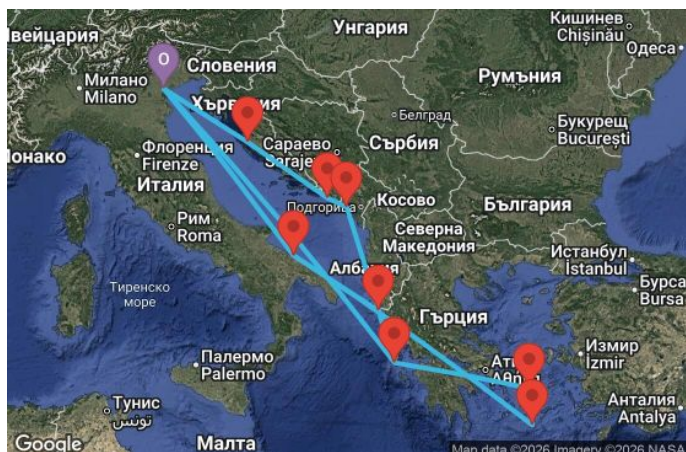 Швейцария
Унгария
Кишинев
Chișinău
Одеса
Милано
Milano
Словения
Хърватия
Румъния
Монако
Флоренция
Firenze
Италия
Сараево
Sarajevo
Белград
Сърбия
Букурещ
București
Рим
Roma
Подгорица
Косово
България
Северна
Македония
Истанбул
İstanbul
Бурса
Bursa
Тиренско
море
Албания
Гърция
Палермо
Palermo
Измир
İzmir
Анталия
Antalya
Тунис
تونس
Малта
Google
Map data ©2026 Imagery ©2026 NASA
O